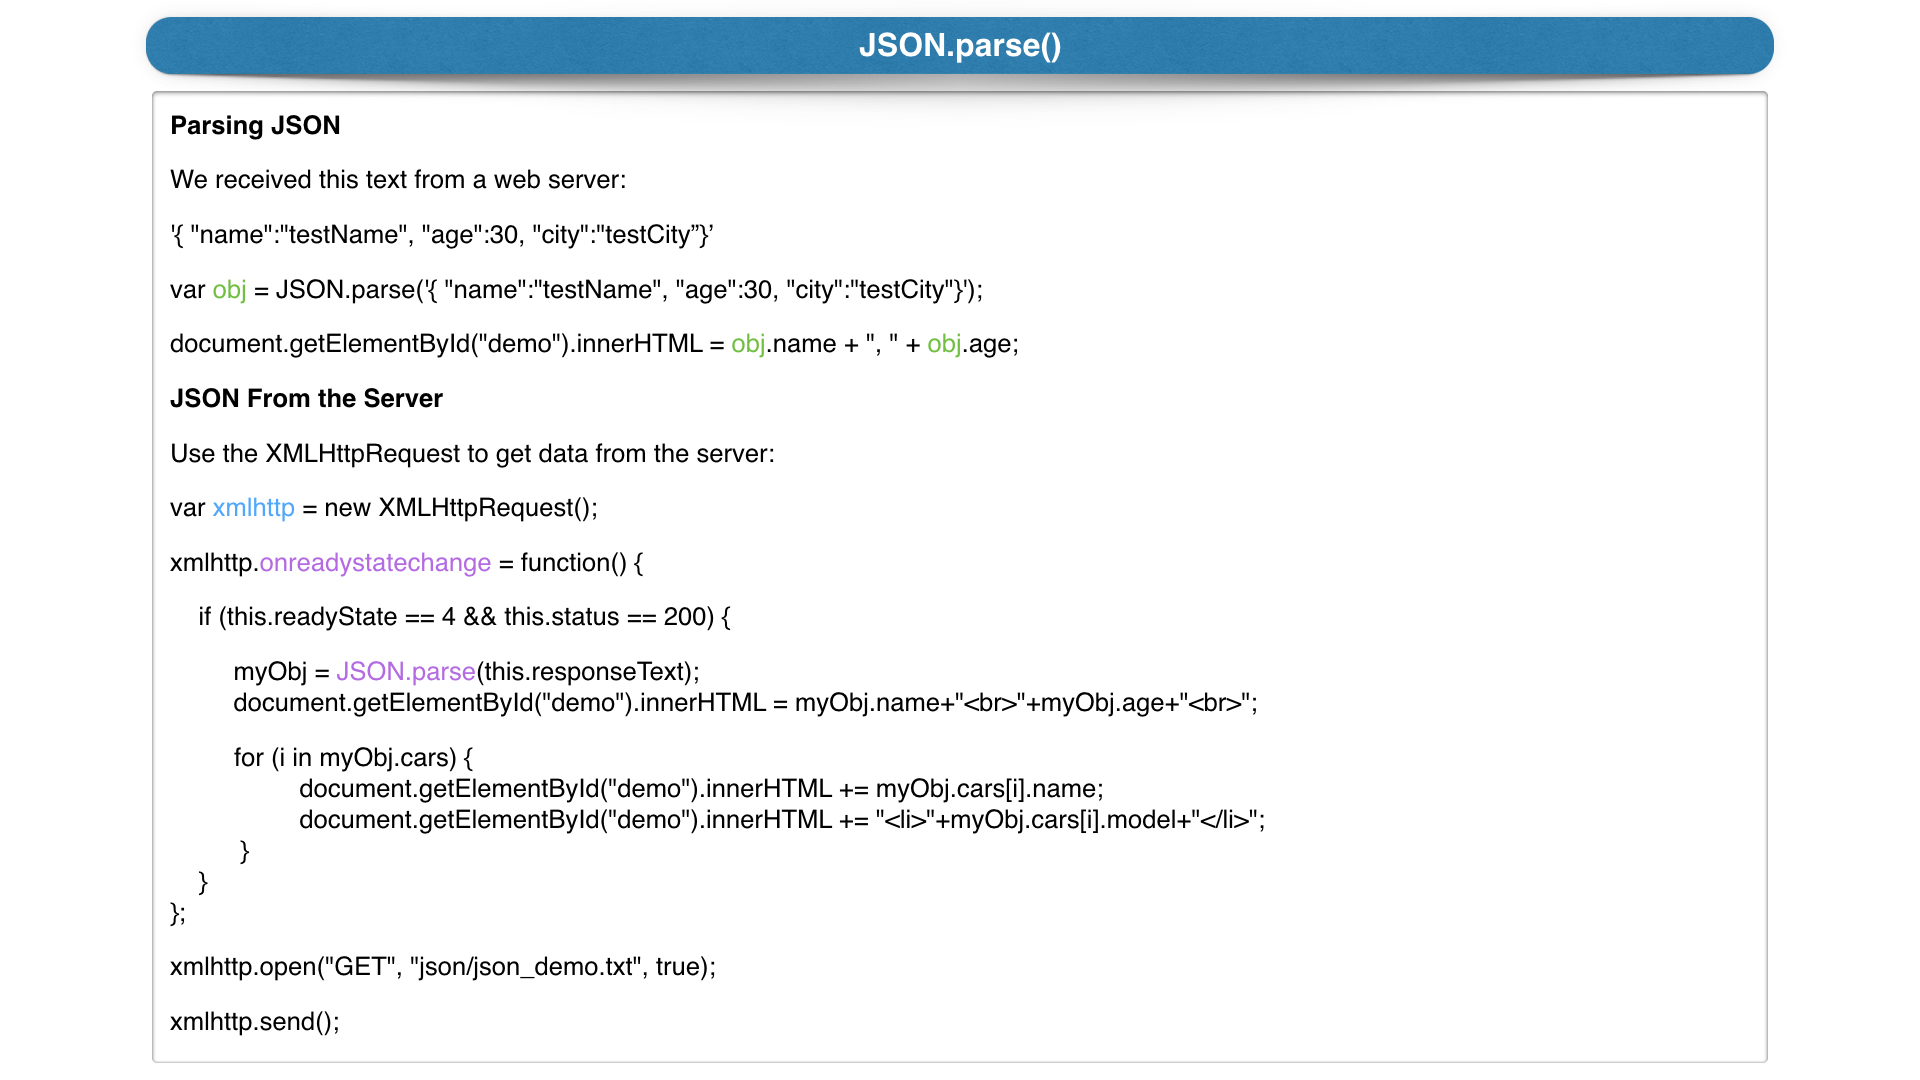 JSON.parse()
Parsing JSON
We received this text from a web server:
'{ "name":"testName", "age":30, "city":"testCity”}’
var obj = JSON.parse('{ "name":"testName", "age":30, "city":"testCity"}');
document.getElementById("demo").innerHTML = obj.name + ", " + obj.age;
JSON From the Server
Use the XMLHttpRequest to get data from the server:
var xmlhttp = new XMLHttpRequest();
xmlhttp.onreadystatechange = function() {
if (this.readyState == 4 && this.status == 200) {
myObj = JSON.parse(this.responseText);
document.getElementById("demo").innerHTML = myObj.name+"<br>"+myObj.age+"<br>";
for (i in myObj.cars) {
document.getElementById("demo").innerHTML += myObj.cars[i].name;
document.getElementById("demo").innerHTML += "<li>"+myObj.cars[i].model+"</li>";
}
}
};
xmlhttp.open("GET", "json/json_demo.txt", true);
xmlhttp.send();